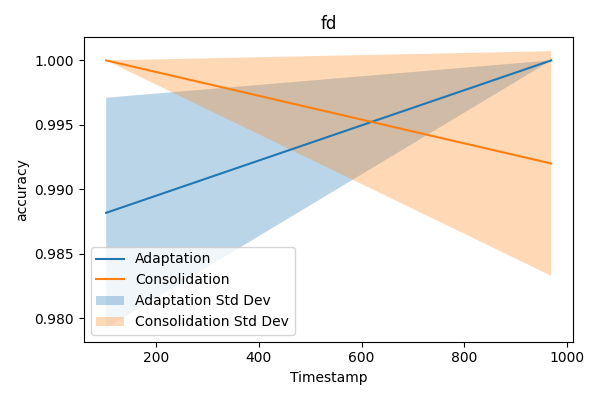 fd
1.000
0.995
0.990
0.985
0.980
accuracy
Adaptation
Consolidation
Adaptation Std Dev
Consolidation Std Dev
200
400
600
800
1000
Timestamp